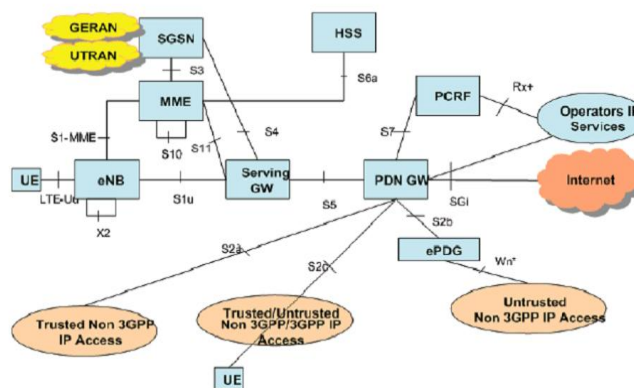 GERAN
UTRAN
SGSN
HSS
S3
S6a
MME
PCRF
Rx+
Operators IP
Services
S1-MME
S10
S11
S4
S7
UE
eNB
Serving
GW
PDN GW
Internet
LTE-Uu
S1u
S5
SGi
X2
S2b
S2a
S2c
ePDG
Wn*
Trusted Non 3GPP
IP Access
Trusted/Untrusted
Non 3GPP/3GPP IP
Access
Untrusted
Non 3GPP IP Access
UE